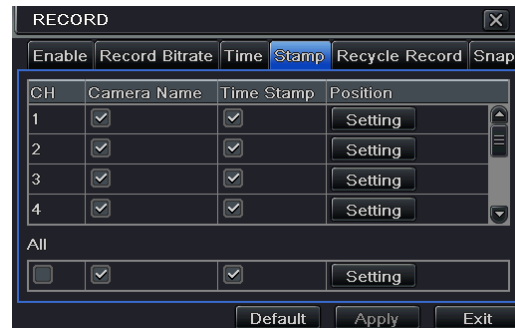 RECORD
Enable Record Bitrate Time Stamp Recycle Record Snap
CH Camera Name Time Stamp Position
1 Setting
2 Setting
3 Setting
4 Setting
All
Setting
Default Apply Exit